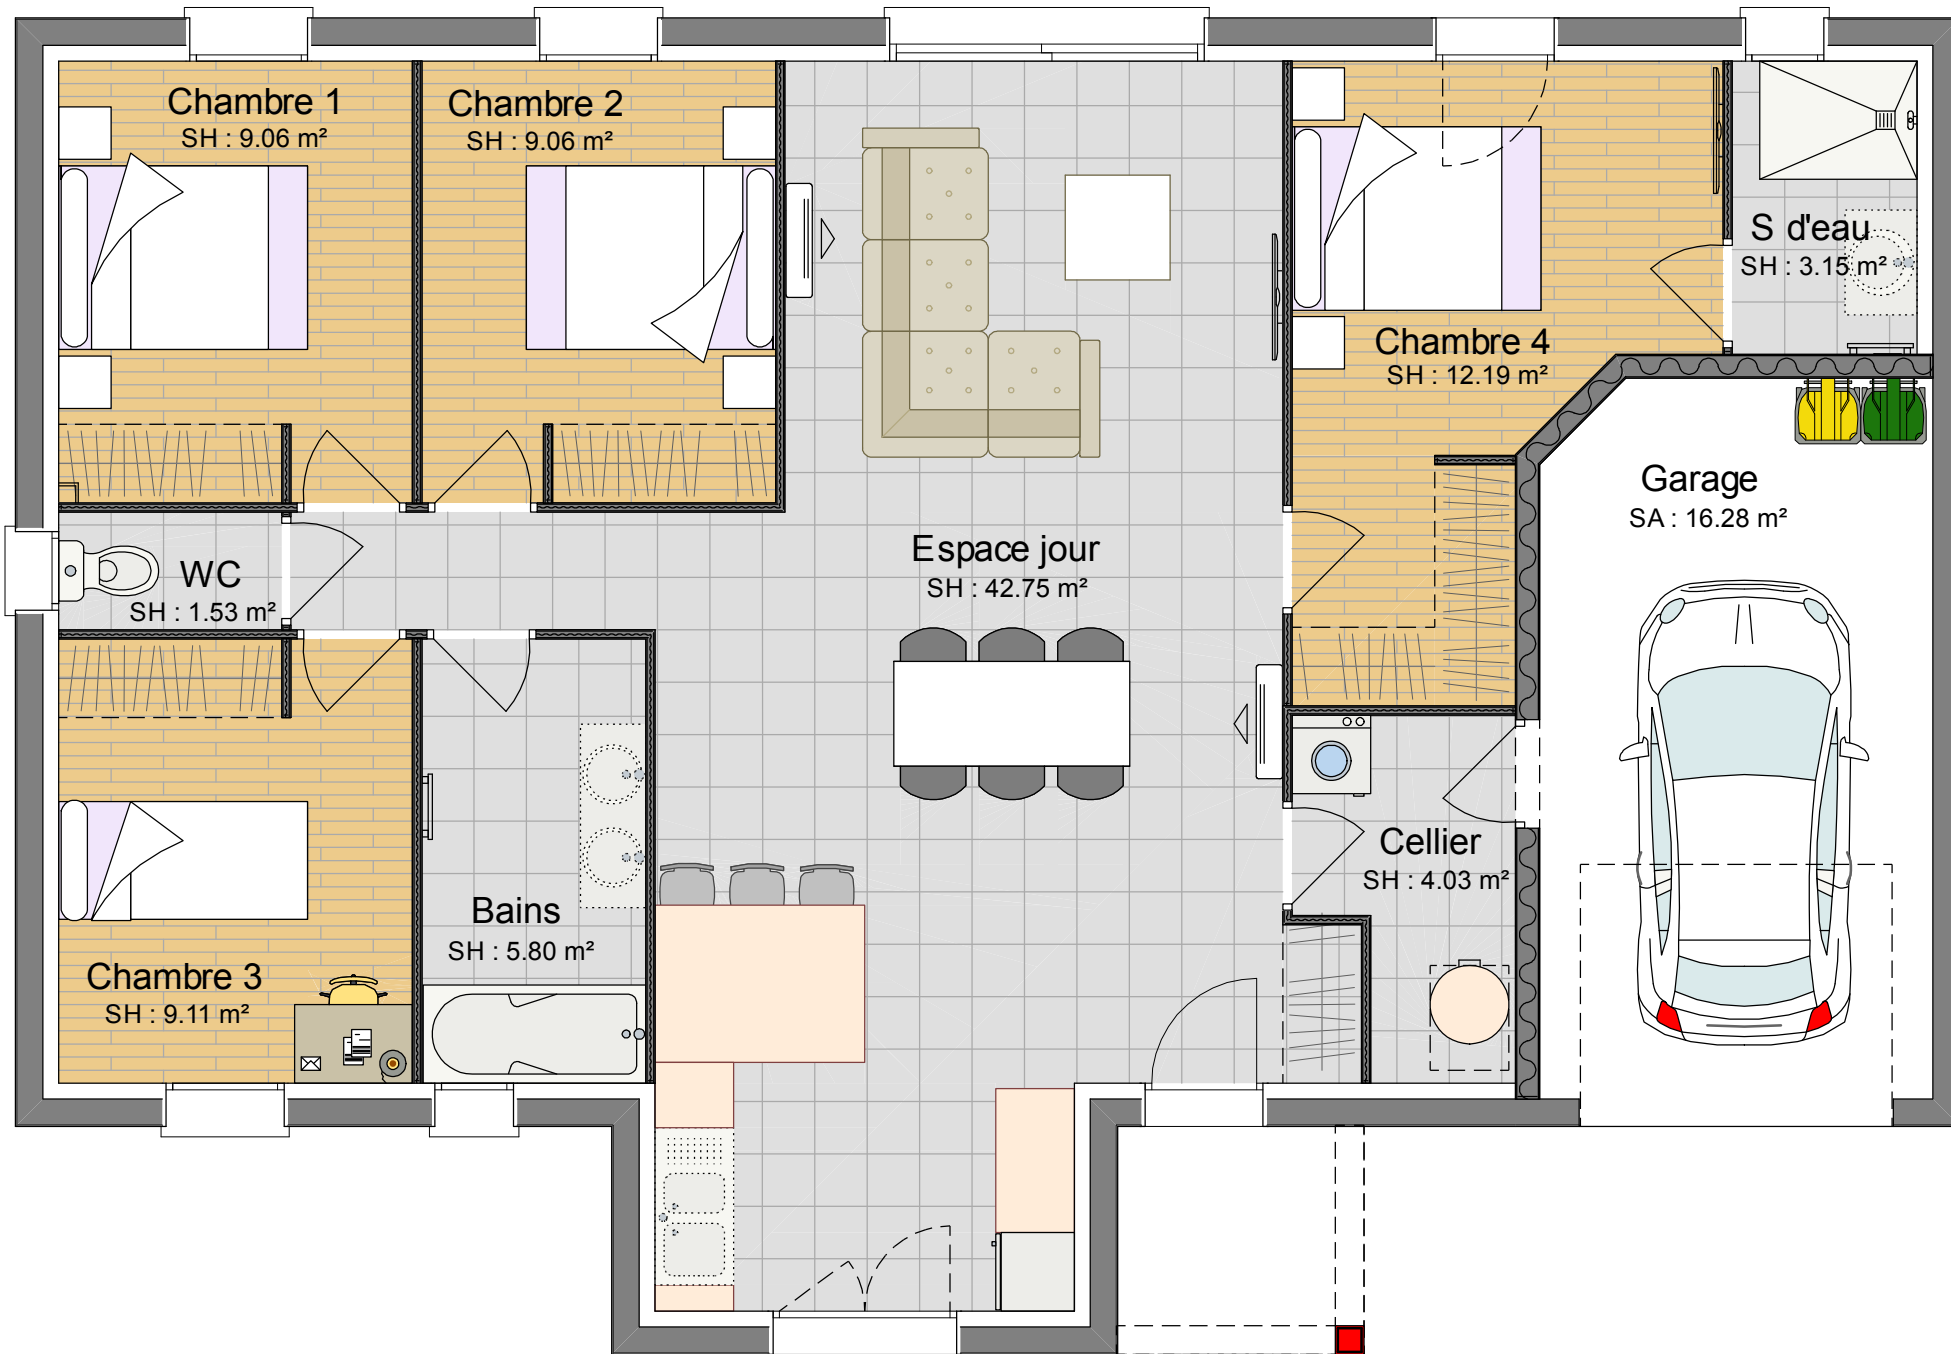 Chambre 1
SH : 9.06 m²
Chambre 2
SH : 9.06 m²
S d'eau
SH : 3.15 m²
Chambre 4
SH : 12.19 m²
Garage
SA : 16.28 m²
Espace jour
SH : 42.75 m²
WC
SH : 1.53 m²
Cellier
SH : 4.03 m²
Bains
SH : 5.80 m²
Chambre 3
SH : 9.11 m²